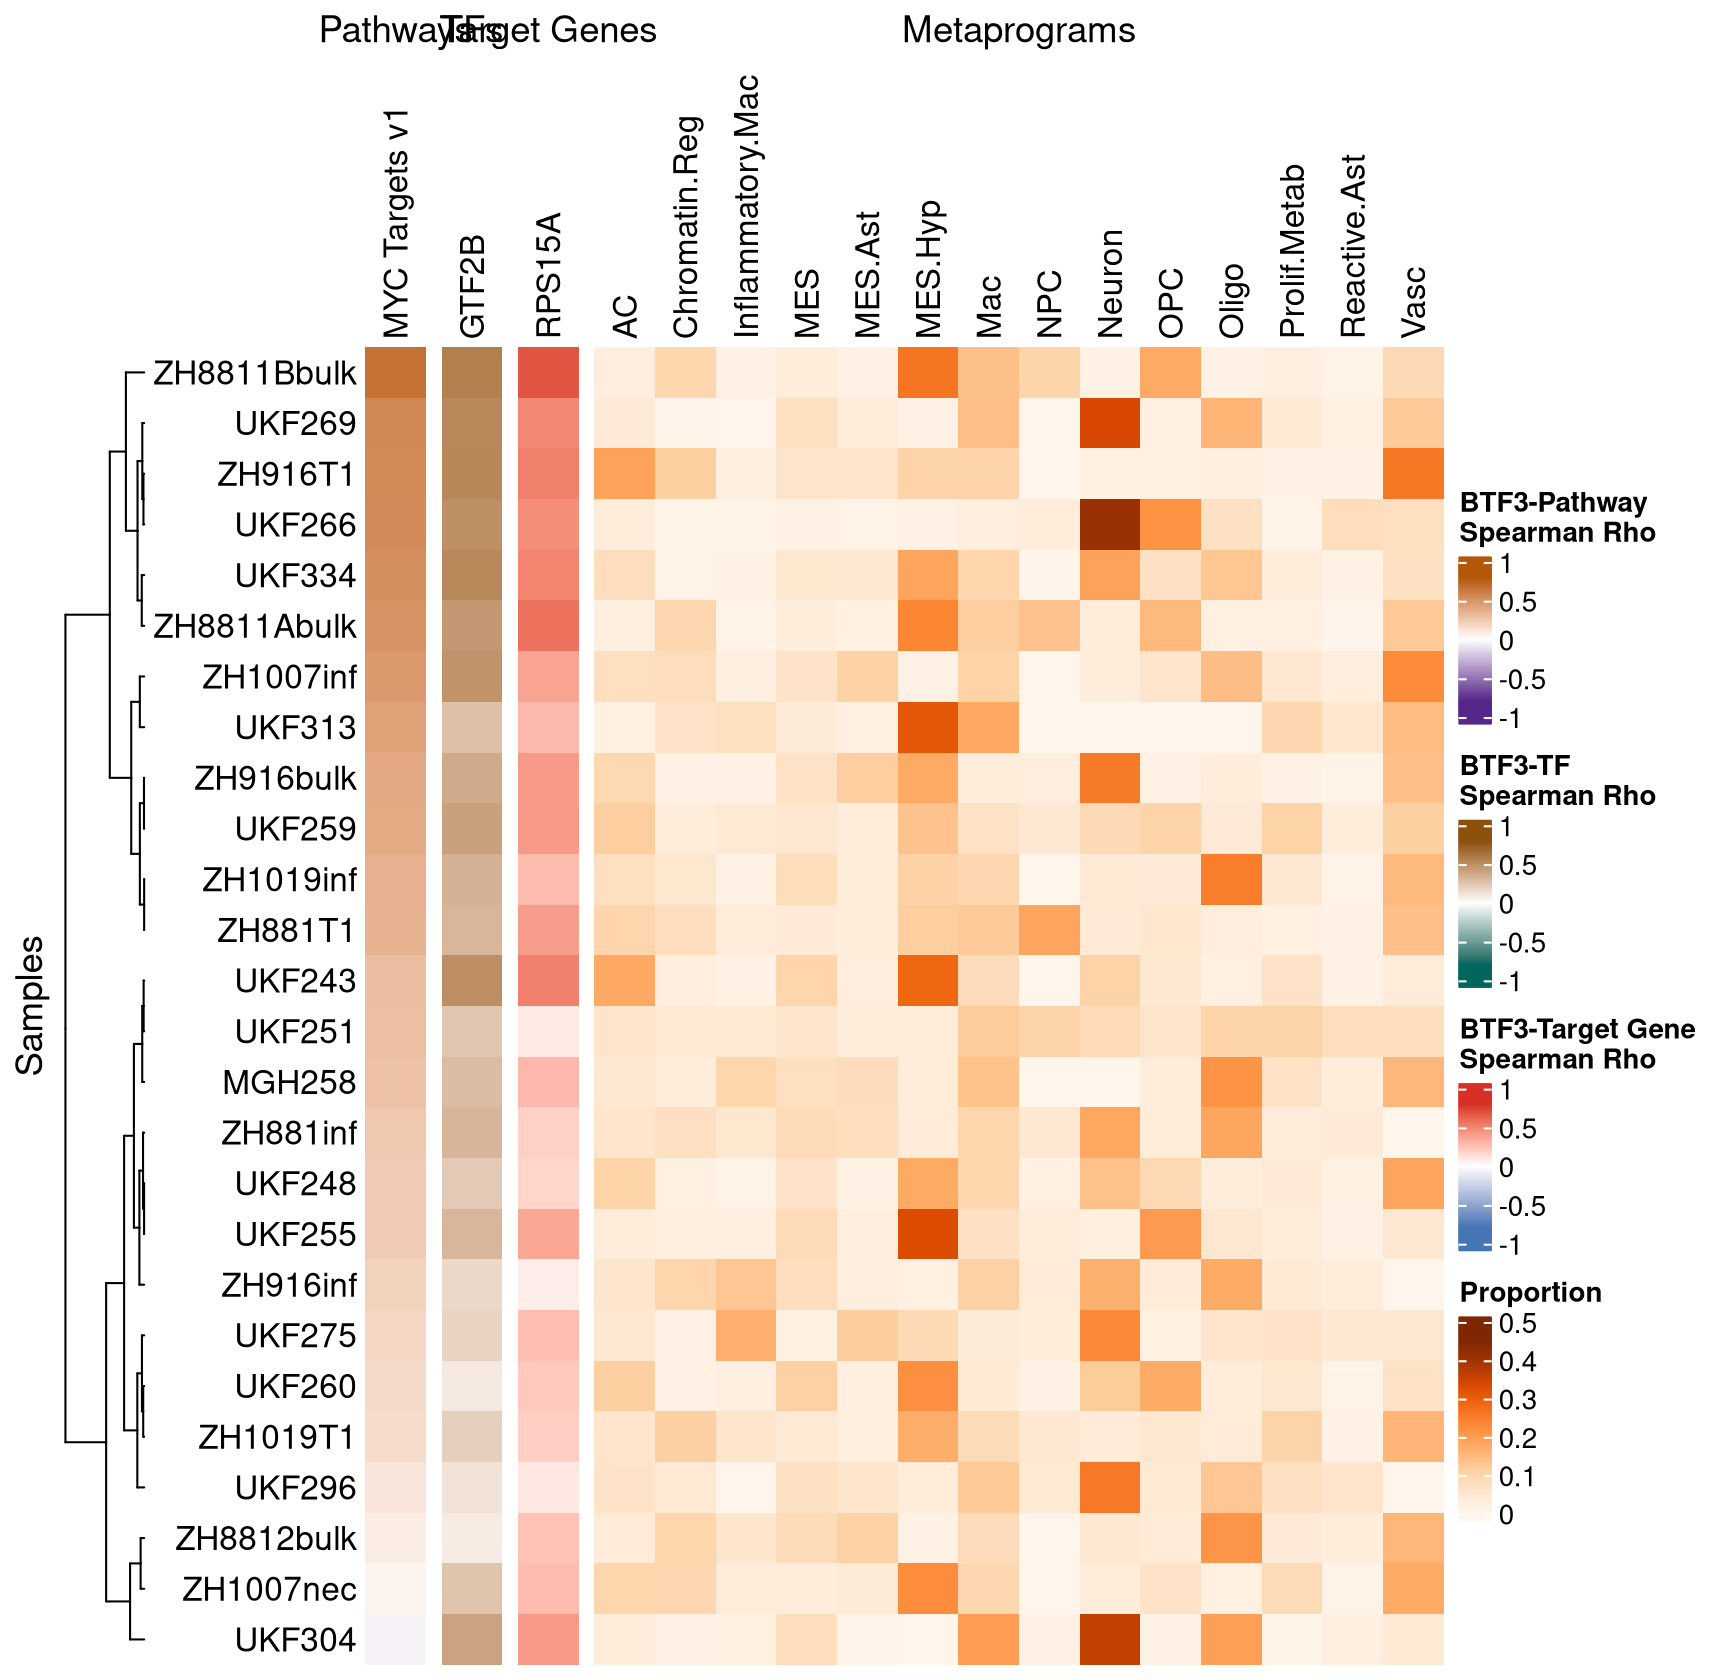 Pathways
TFs
Target Genes
Metaprograms
MYC Targets v1
GTF2B
RPS15A
AC
Chromatin.Reg
Inflammatory.Mac
MES
MES.Ast
MES.Hyp
Mac
NPC
Neuron
OPC
Oligo
Prolif.Metab
Reactive.Ast
Vasc
Samples
ZH8811Bbulk
UKF269
ZH916T1
UKF266
UKF334
ZH8811Abulk
ZH1007inf
UKF313
ZH916bulk
UKF259
ZH1019inf
ZH881T1
UKF243
UKF251
MGH258
ZH881inf
UKF248
UKF255
ZH916inf
UKF275
UKF260
ZH1019T1
UKF296
ZH8812bulk
ZH1007nec
UKF304
BTF3-Pathway
Spearman Rho
1
0.5
0
-0.5
-1
BTF3-TF
Spearman Rho
1
0.5
0
-0.5
-1
BTF3-Target Gene
Spearman Rho
1
0.5
0
-0.5
-1
Proportion
0.5
0.4
0.3
0.2
0.1
0